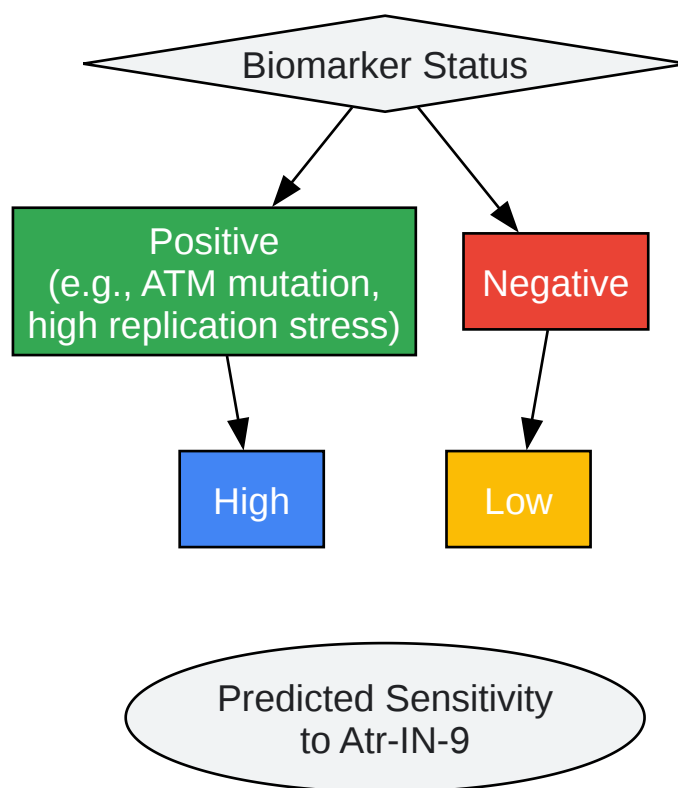 Biomarker Status
Positive
(e.g., ATM mutation,
high replication stress)
Negative
High
Low
Predicted Sensitivity
to Atr-IN-9